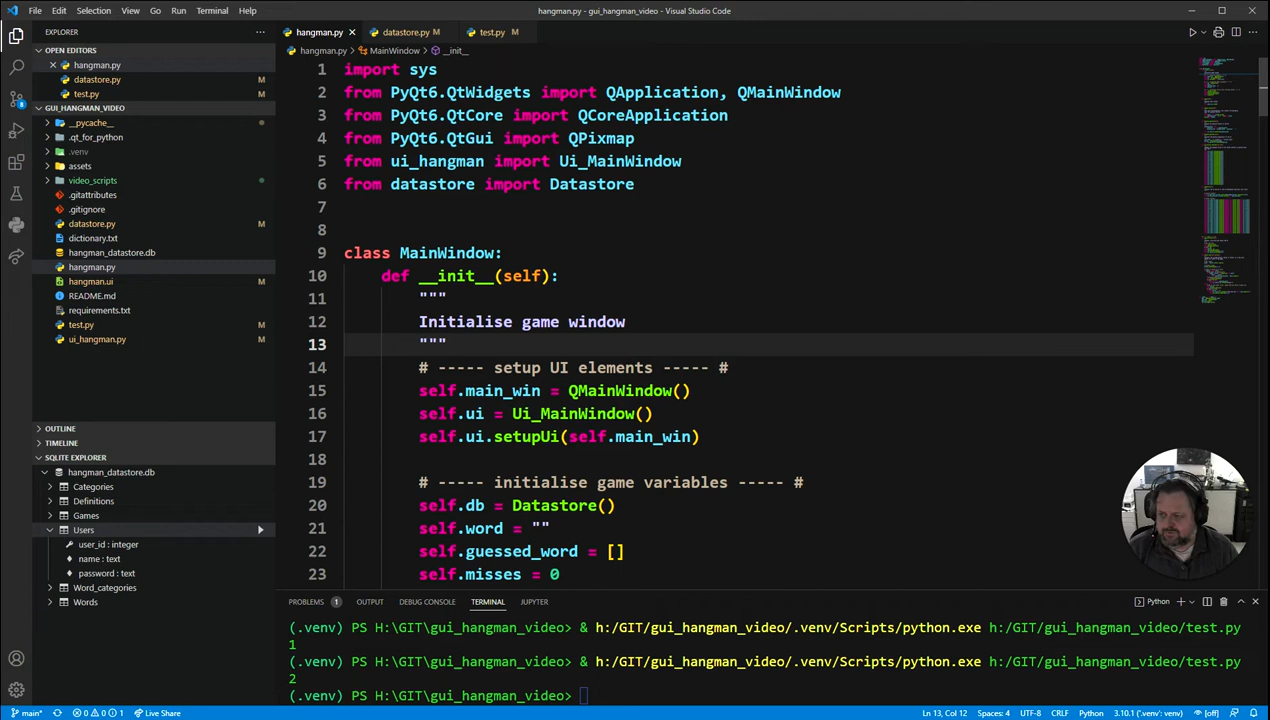 File Edit Selection View Go Run Terminal Help
hangman.py - gui_hangman_video - Visual Studio Code
EXPLORER
OPEN EDITORS
hangman.py
datastore.py M
test.py M
GUI_HANGMAN_VIDEO
__pycache__
.qt_for_python
.venv
assets
video_scripts
.gitattributes
.gitignore
datastore.py M
dictionary.txt
hangman_datastore.db
hangman.py
hangman.ui M
README.md
requirements.txt
test.py M
ui_hangman.py M
OUTLINE
TIMELINE
SQLITE EXPLORER
hangman_datastore.db
Categories
Definitions
Games
Users
user_id : integer
name : text
password : text
Word_categories
Words
hangman.py datastore.py M test.py M
hangman.py > MainWindow > __init__
1 import sys
2 from PyQt6.QtWidgets import QApplication, QMainWindow
3 from PyQt6.QtCore import QCoreApplication
4 from PyQt6.QtGui import QPixmap
5 from ui_hangman import Ui_MainWindow
6 from datastore import Datastore
7
8
9 class MainWindow:
10 def __init__(self):
11 """
12 Initialise game window
13 """
14 # ----- setup UI elements ----- #
15 self.main_win = QMainWindow()
16 self.ui = Ui_MainWindow()
17 self.ui.setupUi(self.main_win)
18
19 # ----- initialise game variables ----- #
20 self.db = Datastore()
21 self.word = ""
22 self.guessed_word = []
23 self.misses = 0
PROBLEMS 1 OUTPUT DEBUG CONSOLE TERMINAL JUPYTER
Python
(.venv) PS H:\GIT\gui_hangman_video> & h:/GIT/gui_hangman_video/.venv/Scripts/python.exe h:/GIT/gui_hangman_video/test.py
1
(.venv) PS H:\GIT\gui_hangman_video> & h:/GIT/gui_hangman_video/.venv/Scripts/python.exe h:/GIT/gui_hangman_video/test.py
2
(.venv) PS H:\GIT\gui_hangman_video>
8
main* 0 0 1 Live Share
Ln 13, Col 12 Spaces: 4 UTF-8 CRLF Python 3.10.1 ('.venv': venv) [off]